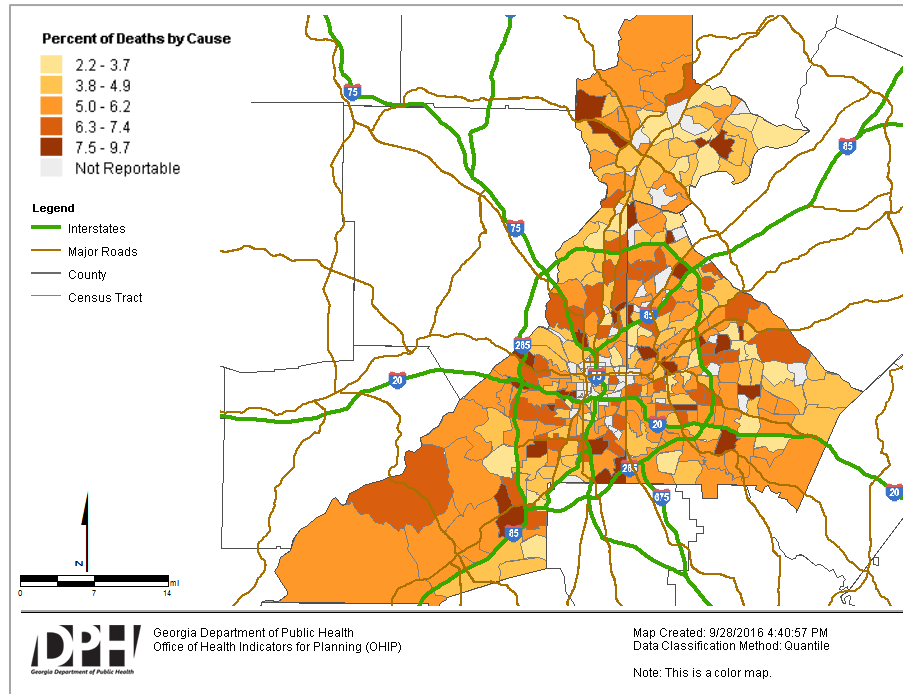 Percent of Deaths by Cause
2.2 - 3.7
3.8 - 4.9
5.0 - 6.2
6.3 - 7.4
7.5 - 9.7
Not Reportable
Legend
Interstates
Major Roads
County
Census Tract
75
85
75
85
285
20
75
20
285
675
20
85
N
mi
0 7 14
DPH
Georgia Department of Public Health
Georgia Department of Public Health
Office of Health Indicators for Planning (OHIP)
Map Created: 9/28/2016 4:40:57 PM
Data Classification Method: Quantile
Note: This is a color map.